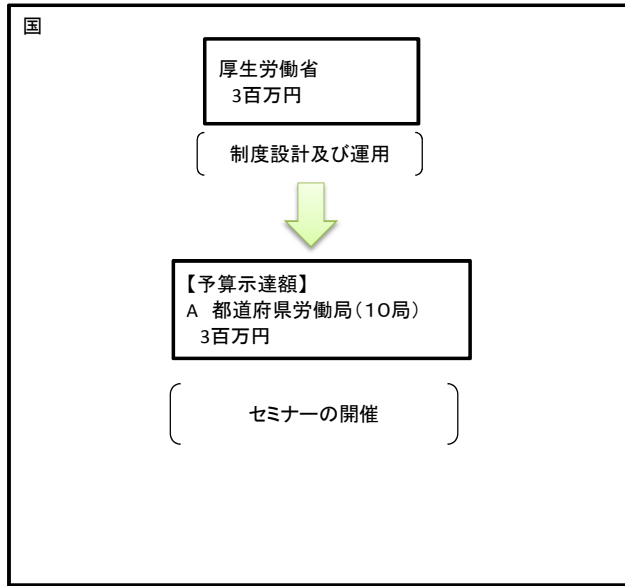 国
厚生労働省
3百万円
制度設計及び運用
【予算示達額】
A 都道府県労働局（１０局）
3百万円
セミナーの開催